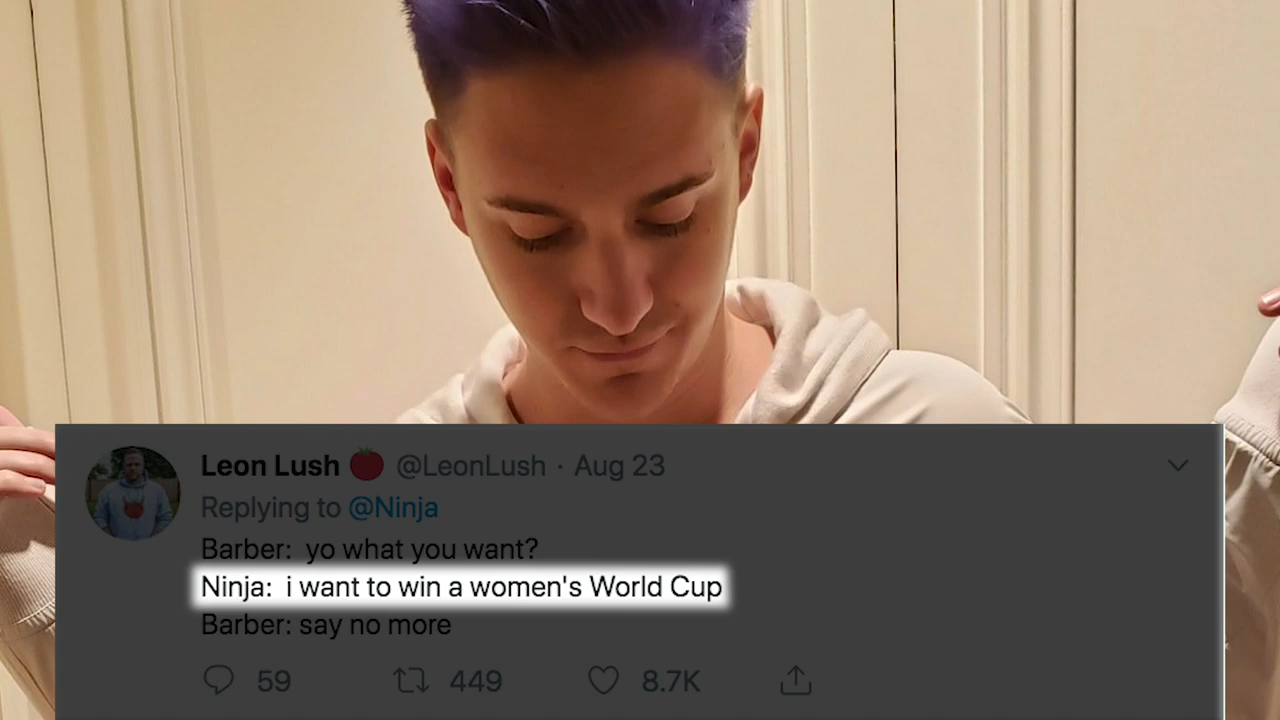 Leon Lush 🍅 @LeonLush · Aug 23
Replying to @Ninja
Barber: yo what you want?
Ninja: i want to win a women's World Cup
Barber: say no more
59 449 8.7K